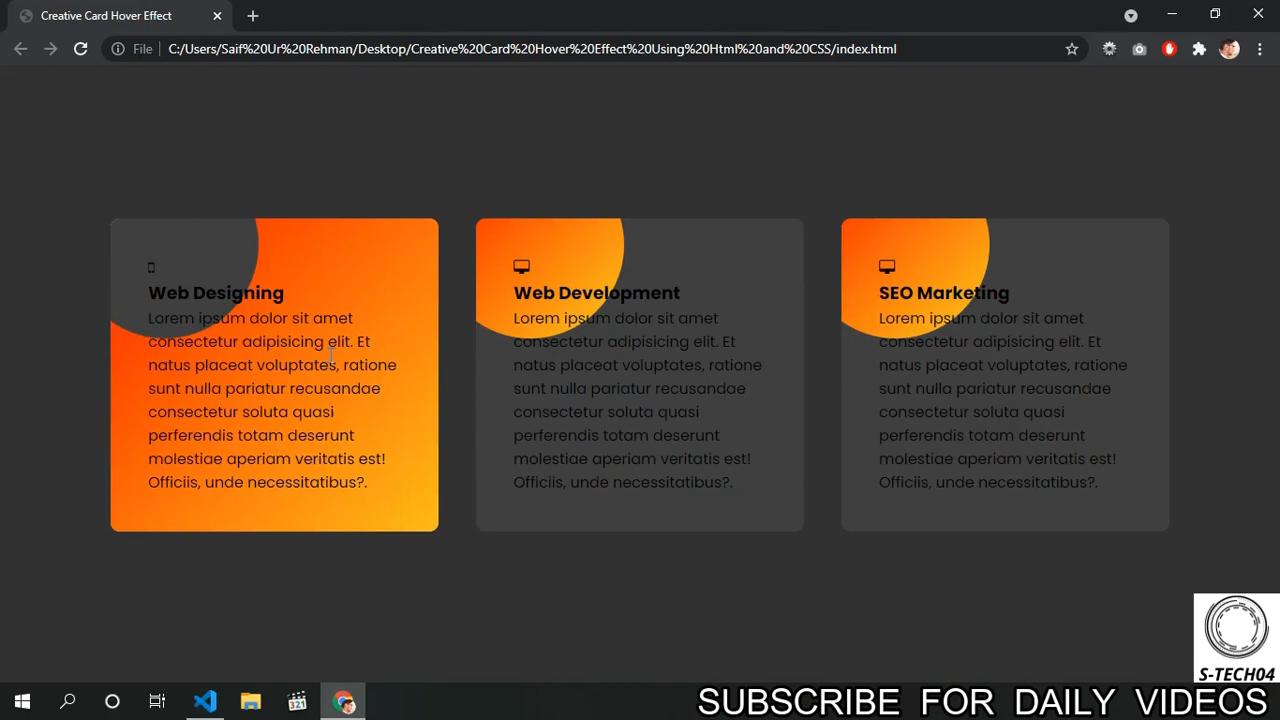 Creative Card Hover Effect
File
C:/Users/Saif%20Ur%20Rehman/Desktop/Creative%20Card%20Hover%20Effect%20Using%20Html%20and%20CSS/index.html
Web Designing
Lorem ipsum dolor sit amet
consectetur adipisicing elit. Et
natus placeat voluptates, ratione
sunt nulla pariatur recusandae
consectetur soluta quasi
perferendis totam deserunt
molestiae aperiam veritatis est!
Officiis, unde necessitatibus?.
Web Development
Lorem ipsum dolor sit amet
consectetur adipisicing elit. Et
natus placeat voluptates, ratione
sunt nulla pariatur recusandae
consectetur soluta quasi
perferendis totam deserunt
molestiae aperiam veritatis est!
Officiis, unde necessitatibus?.
SEO Marketing
Lorem ipsum dolor sit amet
consectetur adipisicing elit. Et
natus placeat voluptates, ratione
sunt nulla pariatur recusandae
consectetur soluta quasi
perferendis totam deserunt
molestiae aperiam veritatis est!
Officiis, unde necessitatibus?.
S-TECH04
321
SUBSCRIBE FOR DAILY VIDEOS